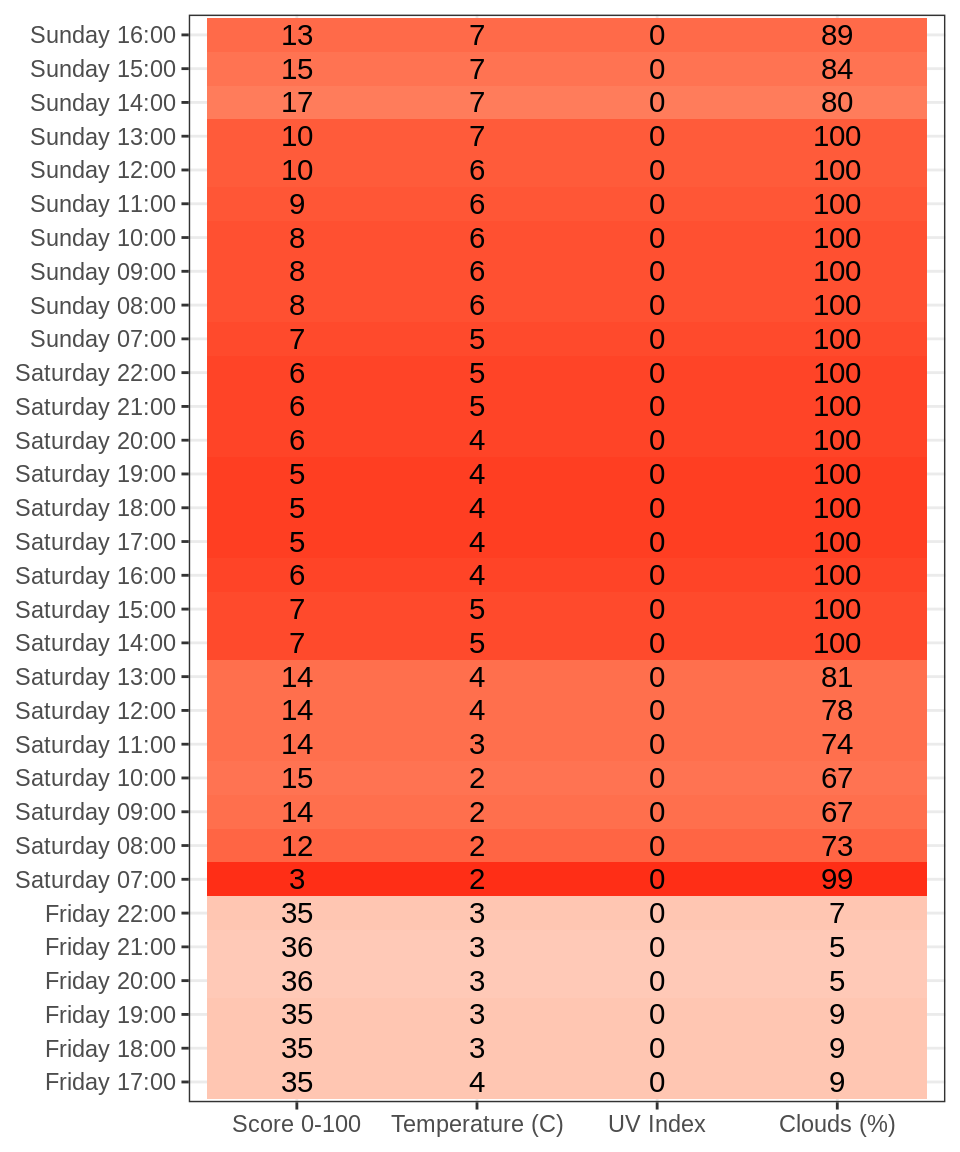 Sunday 16:00 13 7 0 89
Sunday 15:00 15 7 0 84
Sunday 14:00 17 7 0 80
Sunday 13:00 10 7 0 100
Sunday 12:00 10 6 0 100
Sunday 11:00 9 6 0 100
Sunday 10:00 8 6 0 100
Sunday 09:00 8 6 0 100
Sunday 08:00 8 6 0 100
Sunday 07:00 7 5 0 100
Saturday 22:00 6 5 0 100
Saturday 21:00 6 5 0 100
Saturday 20:00 6 4 0 100
Saturday 19:00 5 4 0 100
Saturday 18:00 5 4 0 100
Saturday 17:00 5 4 0 100
Saturday 16:00 6 4 0 100
Saturday 15:00 7 5 0 100
Saturday 14:00 7 5 0 100
Saturday 13:00 14 4 0 81
Saturday 12:00 14 4 0 78
Saturday 11:00 14 3 0 74
Saturday 10:00 15 2 0 67
Saturday 09:00 14 2 0 67
Saturday 08:00 12 2 0 73
Saturday 07:00 3 2 0 99
Friday 22:00 35 3 0 7
Friday 21:00 36 3 0 5
Friday 20:00 36 3 0 5
Friday 19:00 35 3 0 9
Friday 18:00 35 3 0 9
Friday 17:00 35 4 0 9
Score 0-100 Temperature (C) UV Index Clouds (%)